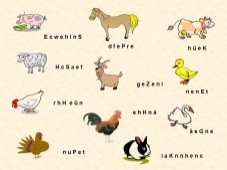 EcwehinS
dfePre
hüeK
HcSaef
geZeni
nenEt
rhH eün
ehHnä
äsGne
nuPet
iaKnnhenc